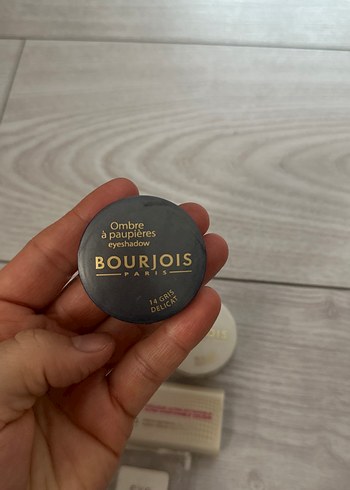 Ombre
à paupières
eyeshadow
BOURJOIS
PARIS
14 GRIS
DELICAT